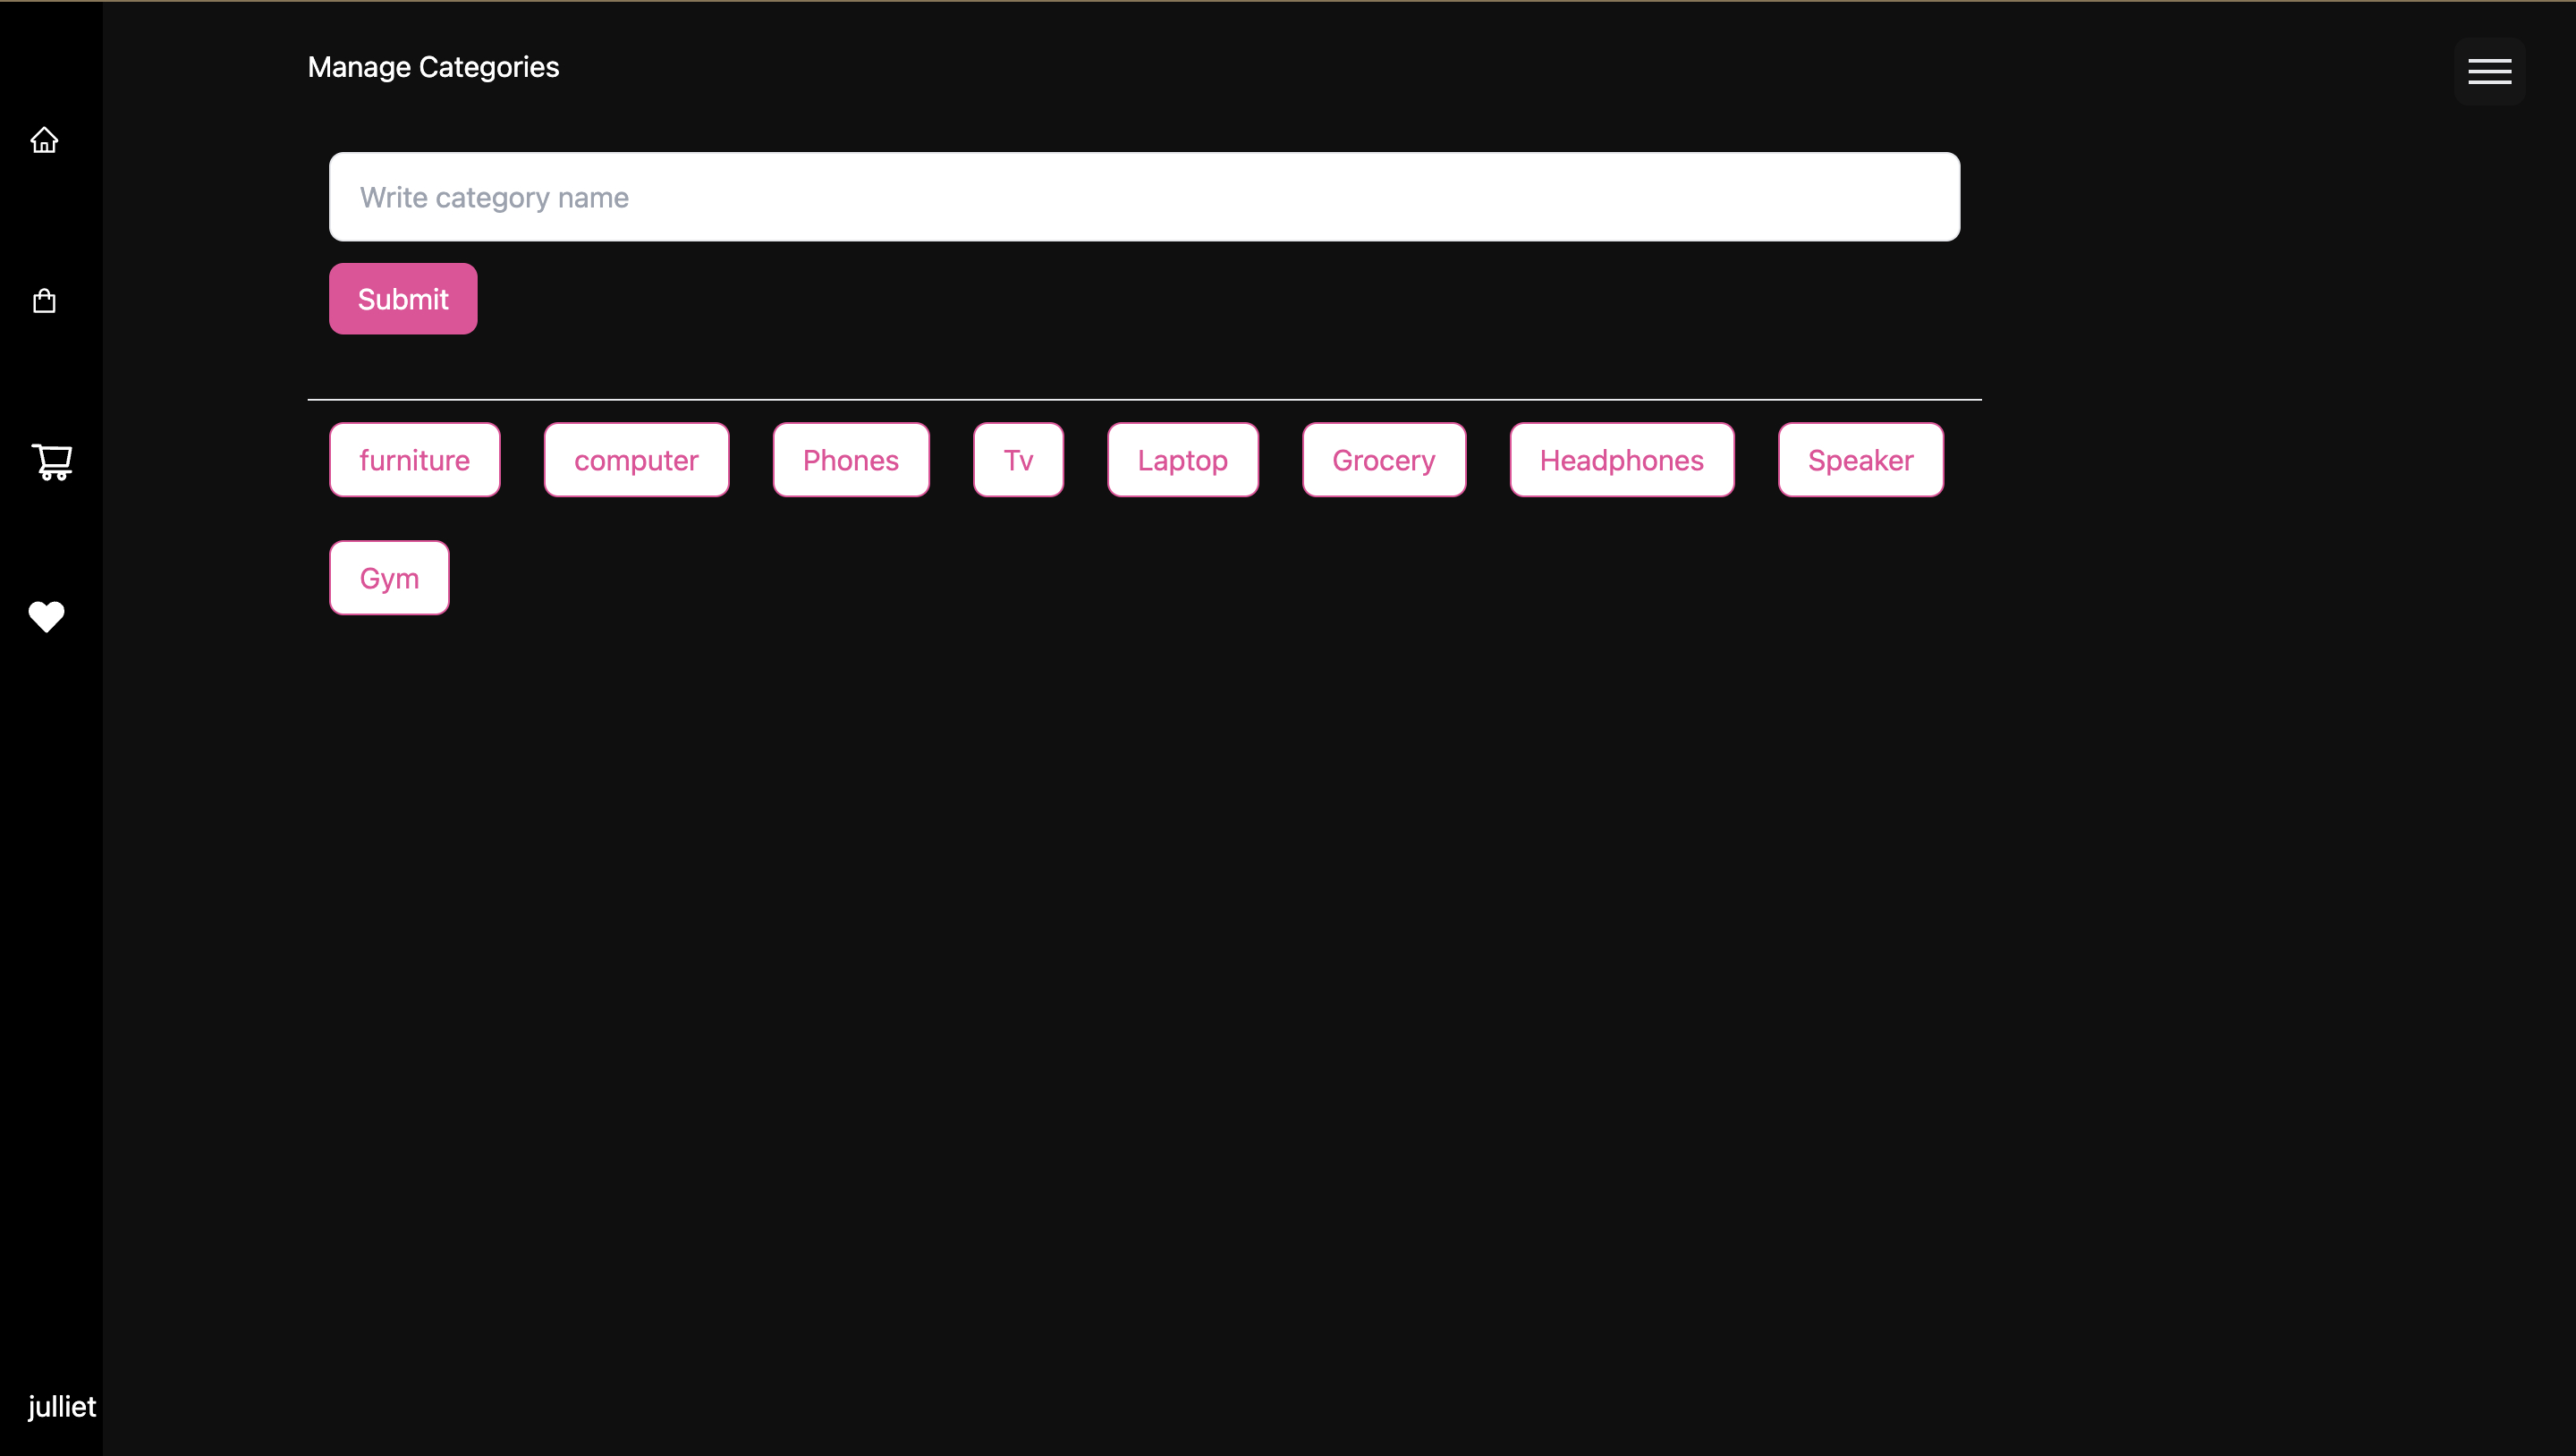 Manage Categories
Write category name
Submit
furniture computer Phones Tv Laptop Grocery Headphones Speaker
Gym
julliet